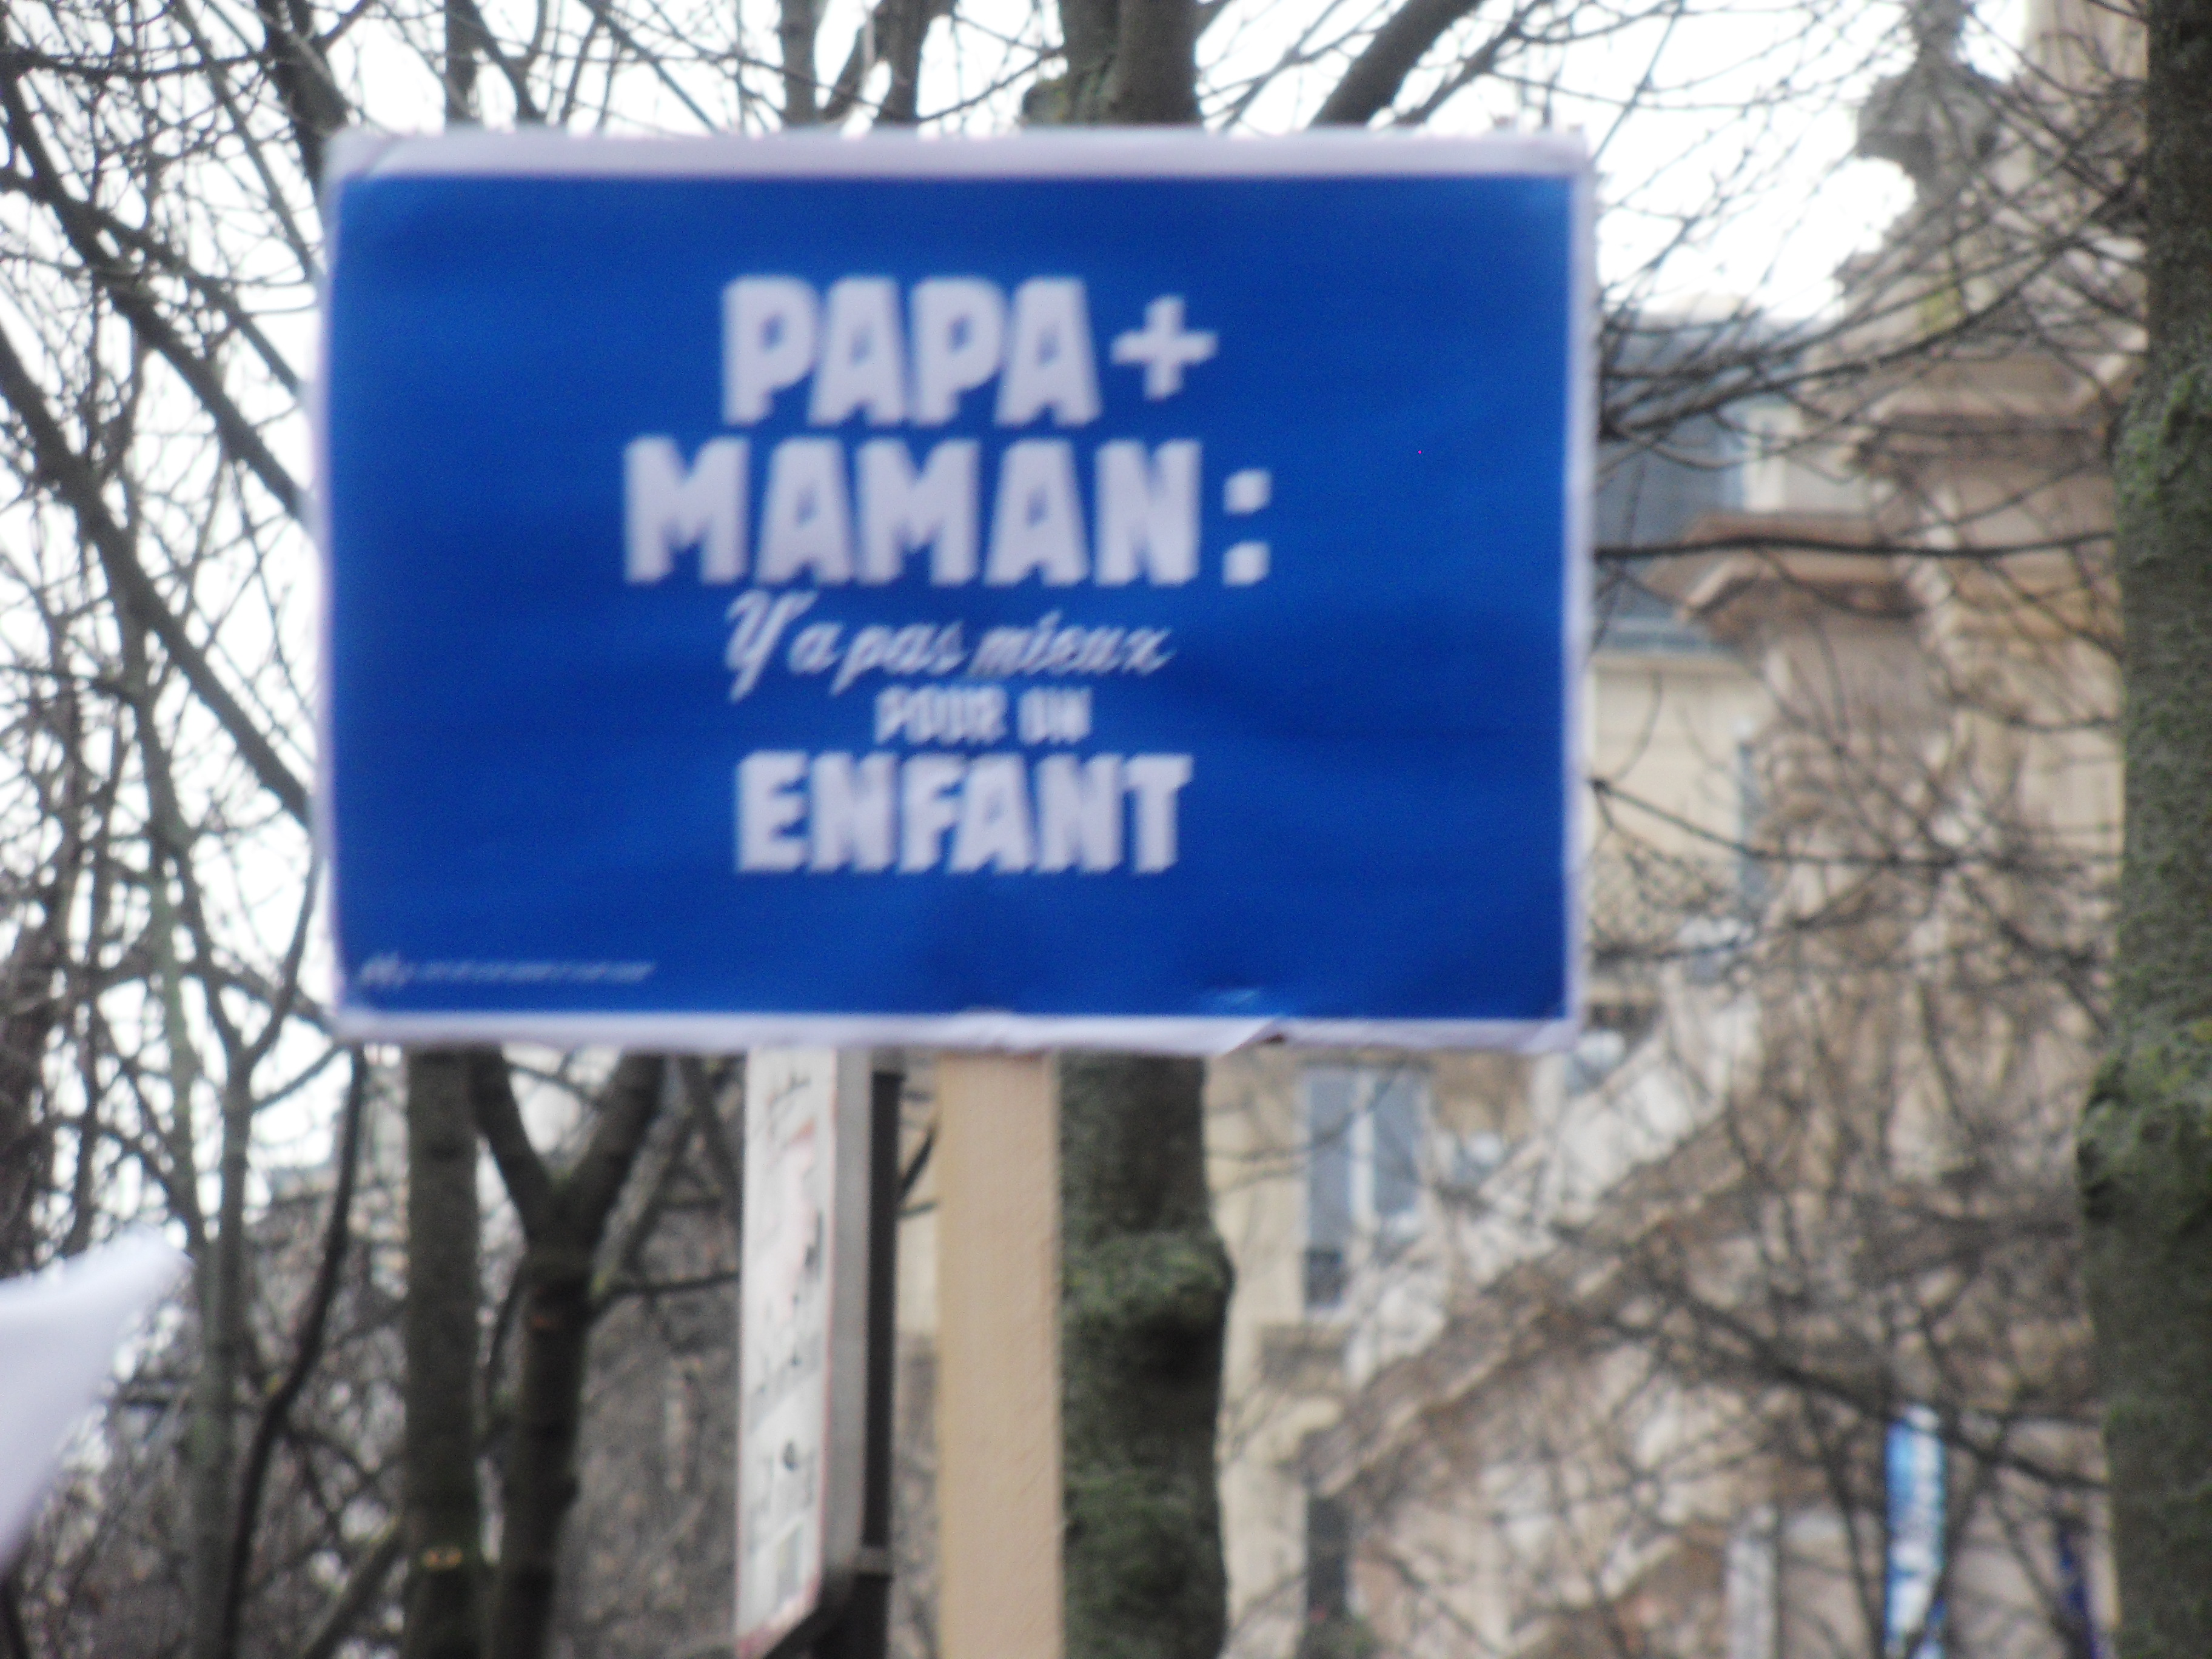 PAPA +
MAMAN :
Y'a pas mieux
POUR UN
ENFANT